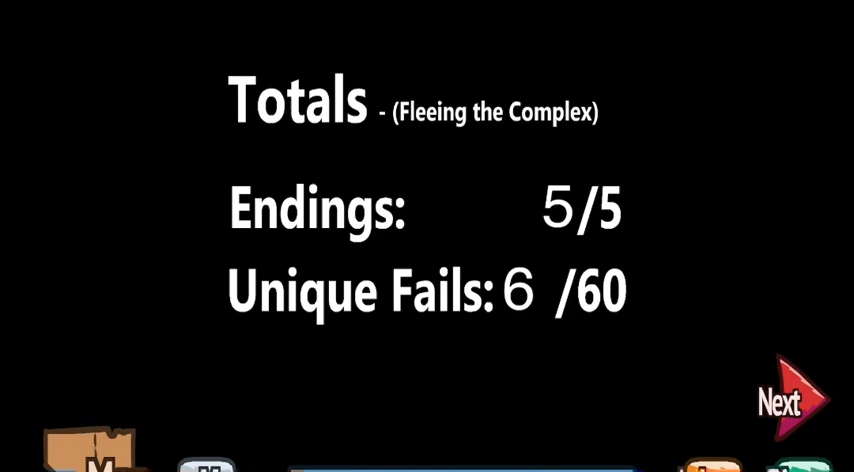 Totals - (Fleeing the Complex)
Endings: 5/5
Unique Fails: 6 /60
Next
M